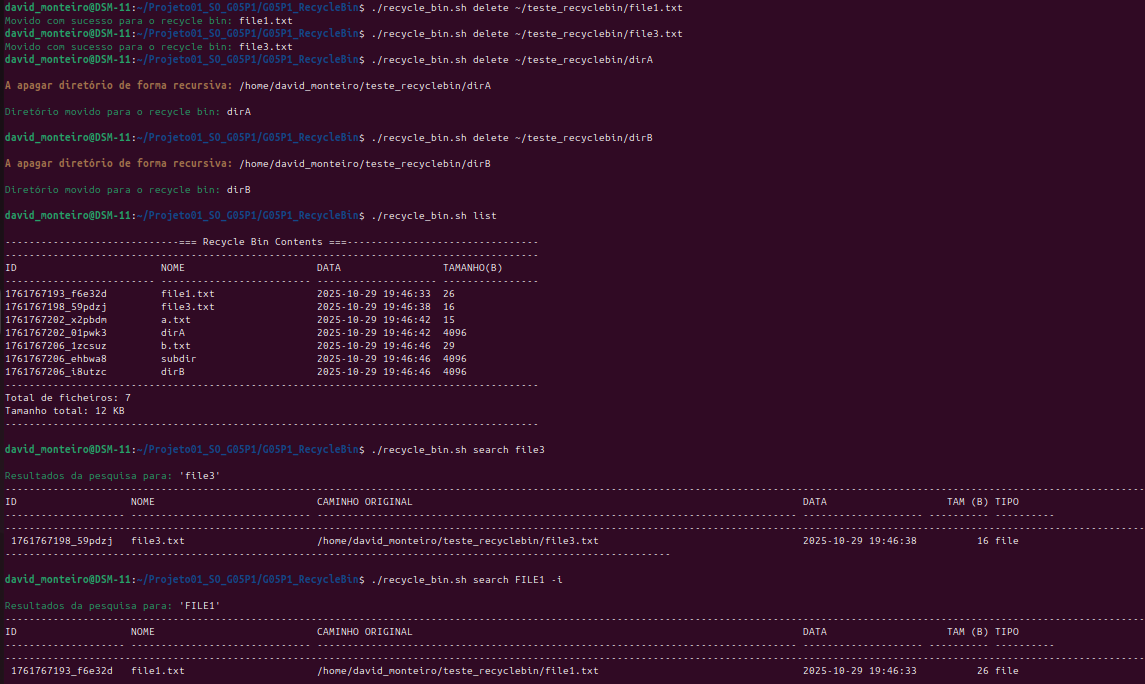 david_monteiro@DSM-11:~/Projeto01_SO_G05P1/G05P1_RecycleBin$ ./recycle_bin.sh delete ~/teste_recyclebin/file1.txt
Movido com sucesso para o recycle bin: file1.txt
david_monteiro@DSM-11:~/Projeto01_SO_G05P1/G05P1_RecycleBin$ ./recycle_bin.sh delete ~/teste_recyclebin/file3.txt
Movido com sucesso para o recycle bin: file3.txt
david_monteiro@DSM-11:~/Projeto01_SO_G05P1/G05P1_RecycleBin$ ./recycle_bin.sh delete ~/teste_recyclebin/dirA
A apagar diretório de forma recursiva: /home/david_monteiro/teste_recyclebin/dirA
Diretório movido para o recycle bin: dirA
david_monteiro@DSM-11:~/Projeto01_SO_G05P1/G05P1_RecycleBin$ ./recycle_bin.sh delete ~/teste_recyclebin/dirB
A apagar diretório de forma recursiva: /home/david_monteiro/teste_recyclebin/dirB
Diretório movido para o recycle bin: dirB
david_monteiro@DSM-11:~/Projeto01_SO_G05P1/G05P1_RecycleBin$ ./recycle_bin.sh list
-----------------------------=== Recycle Bin Contents ===--------------------------------
-----------------------------------------------------------------------------------------
ID                        NOME                      DATA                 TAMANHO(B)
------------------------- ------------------------- -------------------- ----------------
1761767193_f6e32d         file1.txt                 2025-10-29 19:46:33  26
1761767198_59pdzj         file3.txt                 2025-10-29 19:46:38  16
1761767202_x2pbdm         a.txt                     2025-10-29 19:46:42  15
1761767202_01pwk3         dirA                      2025-10-29 19:46:42  4096
1761767206_1zcsuz         b.txt                     2025-10-29 19:46:46  29
1761767206_ehbwa8         subdir                    2025-10-29 19:46:46  4096
1761767206_i8utzc         dirB                      2025-10-29 19:46:46  4096
-----------------------------------------------------------------------------------------
Total de ficheiros: 7
Tamanho total: 12 KB
-----------------------------------------------------------------------------------------
david_monteiro@DSM-11:~/Projeto01_SO_G05P1/G05P1_RecycleBin$ ./recycle_bin.sh search file3
Resultados da pesquisa para: 'file3'
ID                   NOME                           CAMINHO ORIGINAL                                                                 DATA                    TAM (B) TIPO
1761767198_59pdzj   file3.txt                      /home/david_monteiro/teste_recyclebin/file3.txt                                  2025-10-29 19:46:38          16 file
david_monteiro@DSM-11:~/Projeto01_SO_G05P1/G05P1_RecycleBin$ ./recycle_bin.sh search FILE1 -i
Resultados da pesquisa para: 'FILE1'
ID                   NOME                           CAMINHO ORIGINAL                                                                 DATA                    TAM (B) TIPO
1761767193_f6e32d   file1.txt                      /home/david_monteiro/teste_recyclebin/file1.txt                                  2025-10-29 19:46:33          26 file